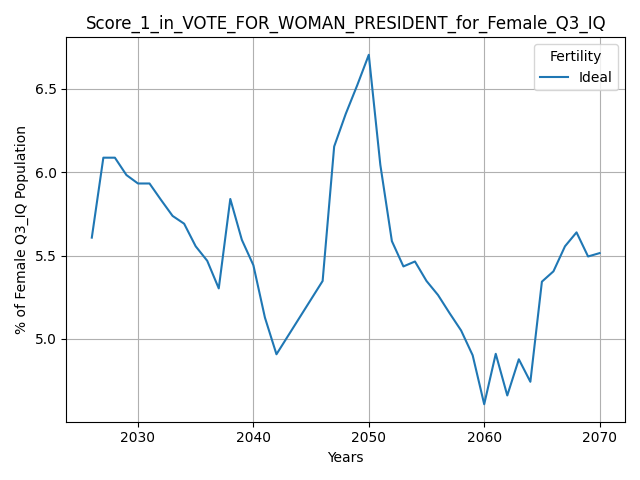 Score_1_in_VOTE_FOR_WOMAN_PRESIDENT_for_Female_Q3_IQ
Fertility
Ideal
% of Female Q3_IQ Population
6.5
6.0
5.5
5.0
2030 2040 2050 2060 2070
Years